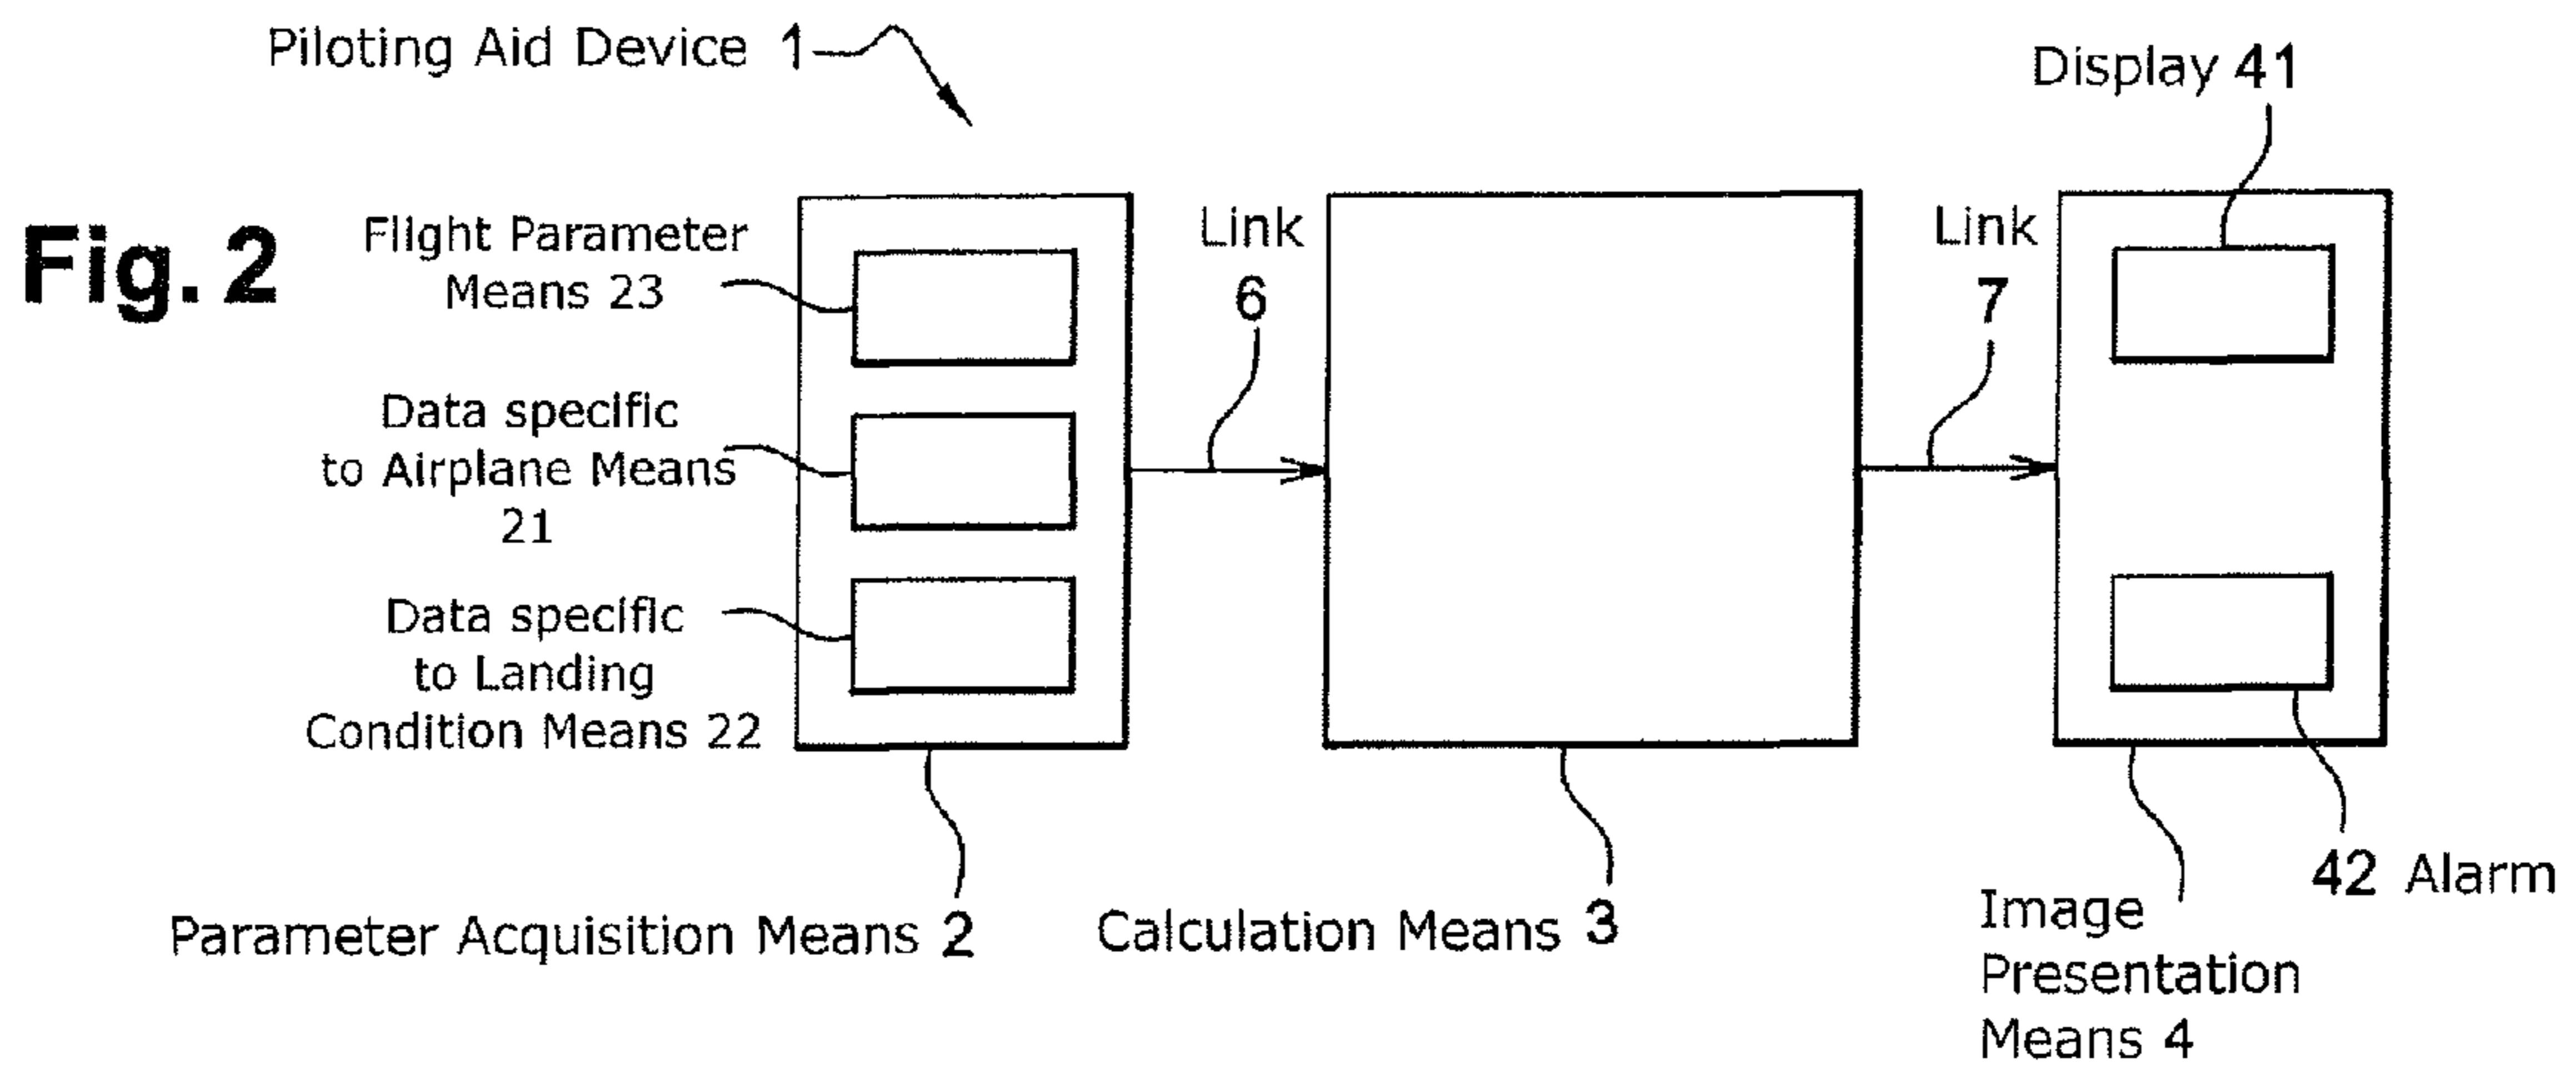 Piloting Aid Device 1
Display 41
Fig. 2
Flight Parameter
Means 23
Link
6
Link
7
Data specific
to Airplane Means
21
Data specific
to Landing
Condition Means 22
42 Alarm
Parameter Acquisition Means 2
Calculation Means 3
Image
Presentation
Means 4